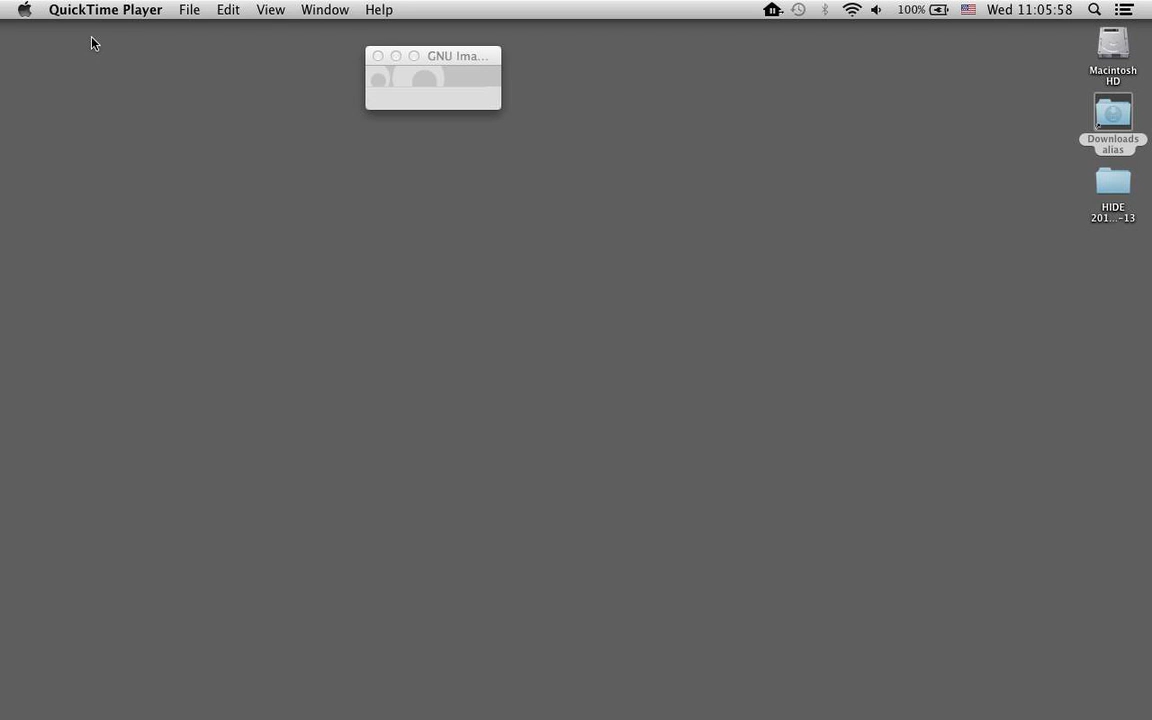 QuickTime Player File Edit View Window Help 100% Wed 11:05:58
GNU Ima...
Macintosh
HD
Downloads
alias
HIDE
201...-13